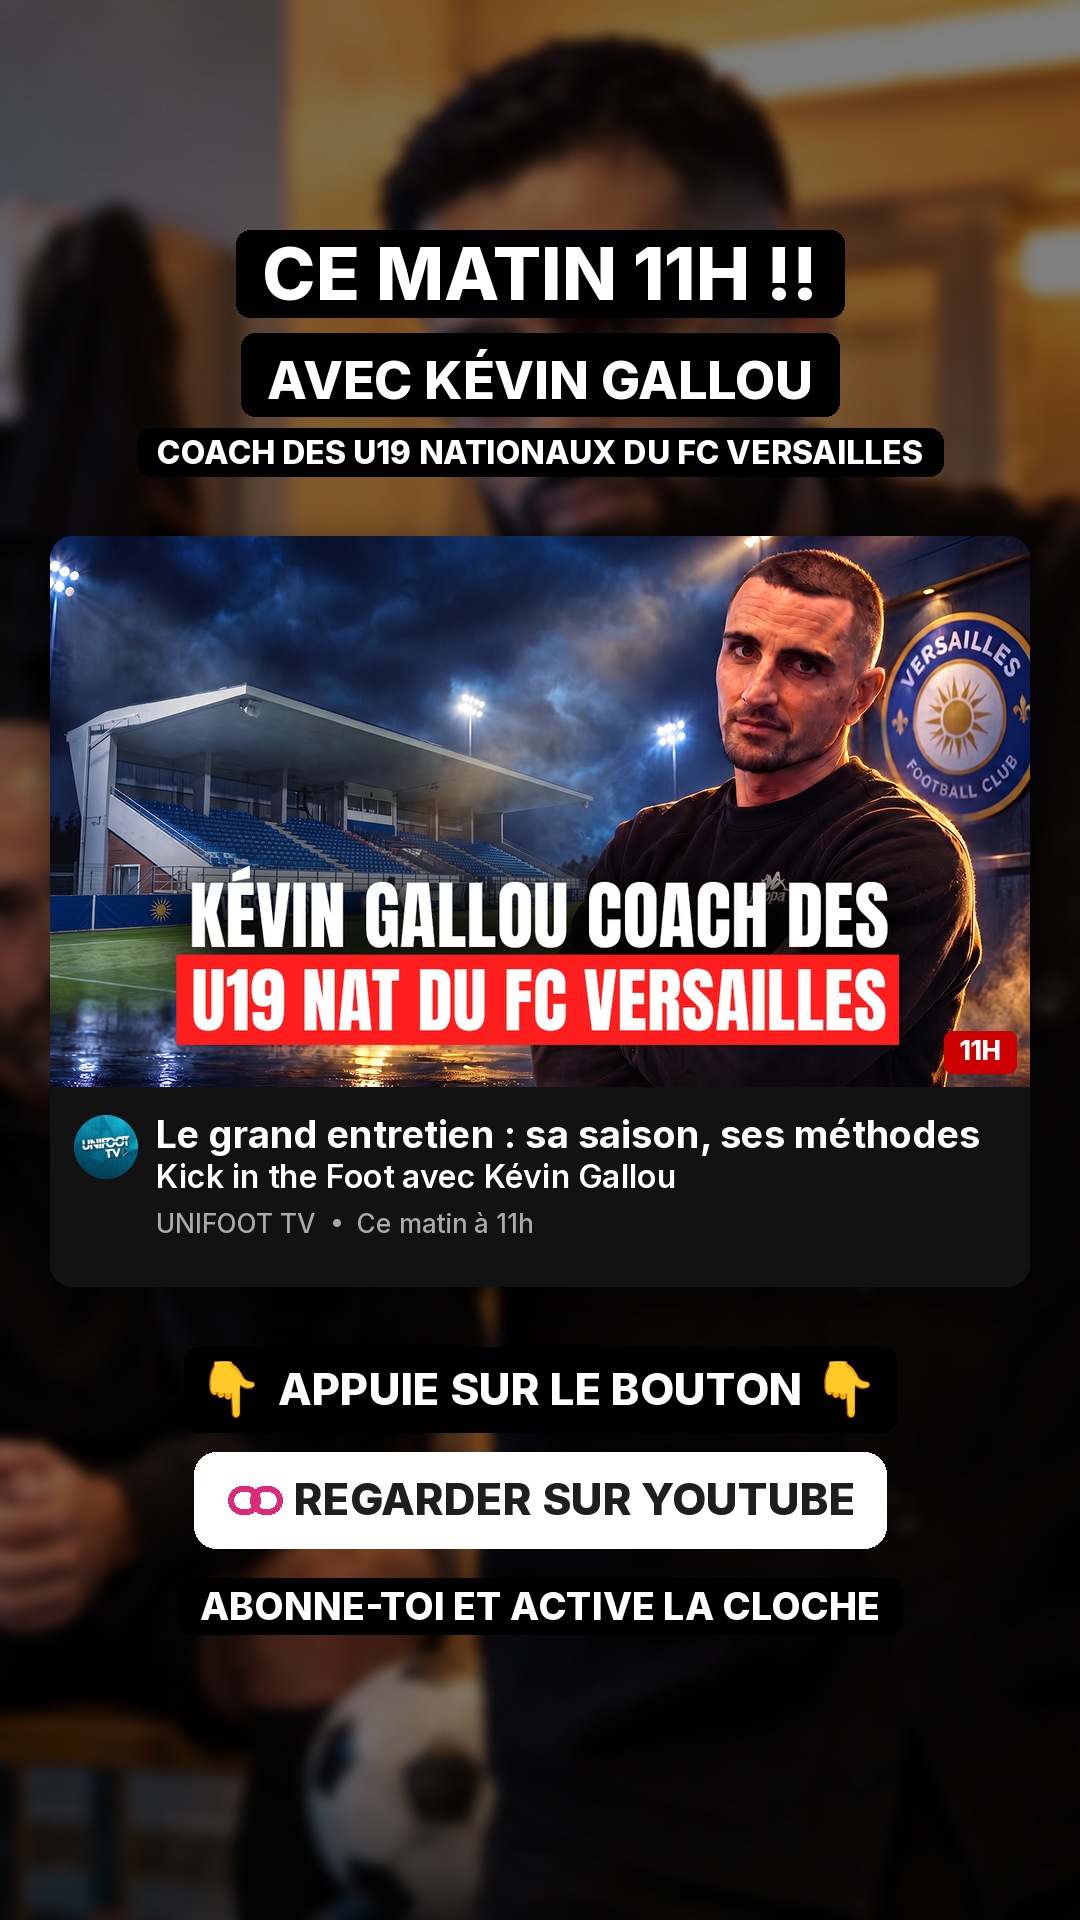 CE MATIN 11H !!
AVEC KÉVIN GALLOU
COACH DES U19 NATIONAUX DU FC VERSAILLES
VERSAILLES
FOOTBALL CLUB
Kappa
KÉVIN GALLOU COACH DES
U19 NAT DU FC VERSAILLES
11H
UNIFOOT
TV
Le grand entretien : sa saison, ses méthodes
Kick in the Foot avec Kévin Gallou
UNIFOOT TV • Ce matin à 11h
👇 APPUIE SUR LE BOUTON 👇
REGARDER SUR YOUTUBE
ABONNE-TOI ET ACTIVE LA CLOCHE